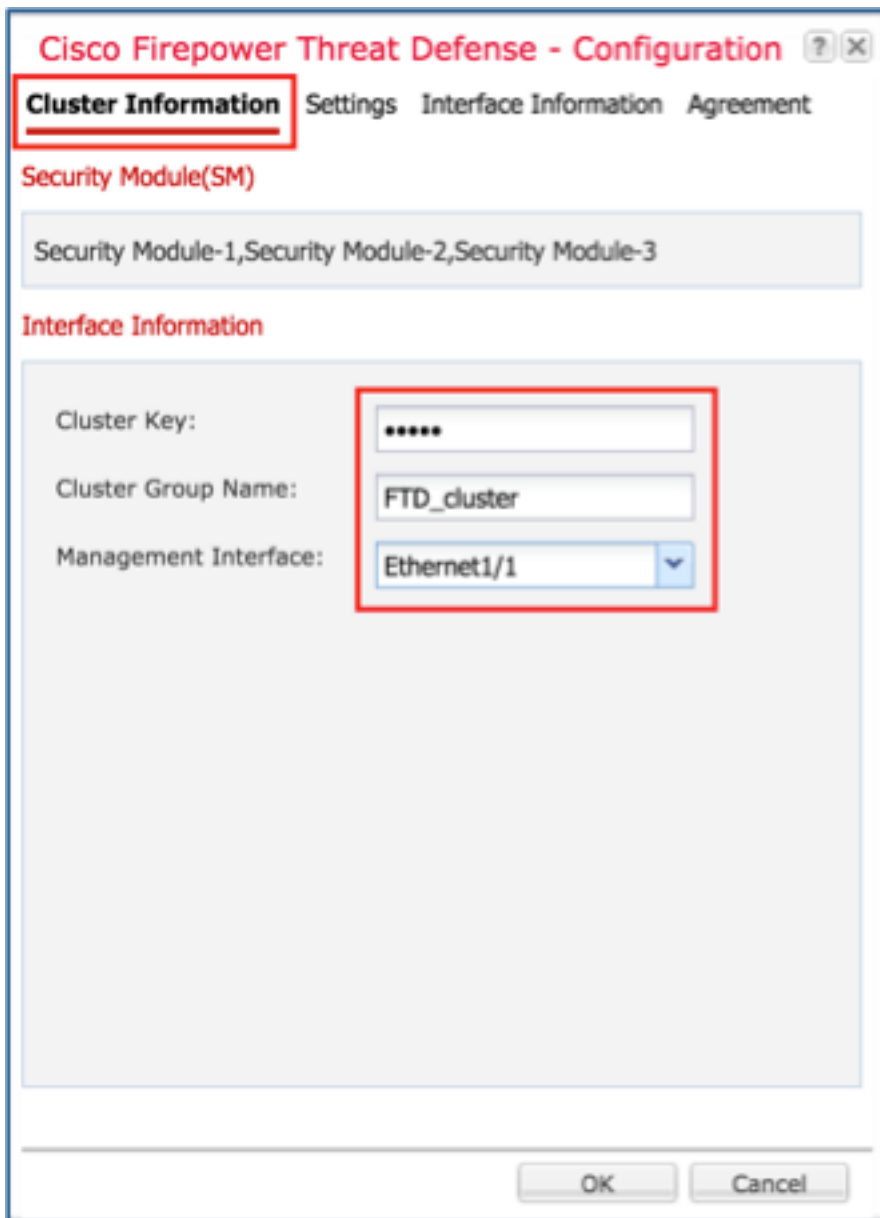 Cisco Firepower Threat Defense - Configuration ? ×
Cluster Information Settings Interface Information Agreement
Security Module(SM)
Security Module-1,Security Module-2,Security Module-3
Interface Information
Cluster Key: •••••
Cluster Group Name: FTD_cluster
Management Interface: Ethernet1/1
OK Cancel